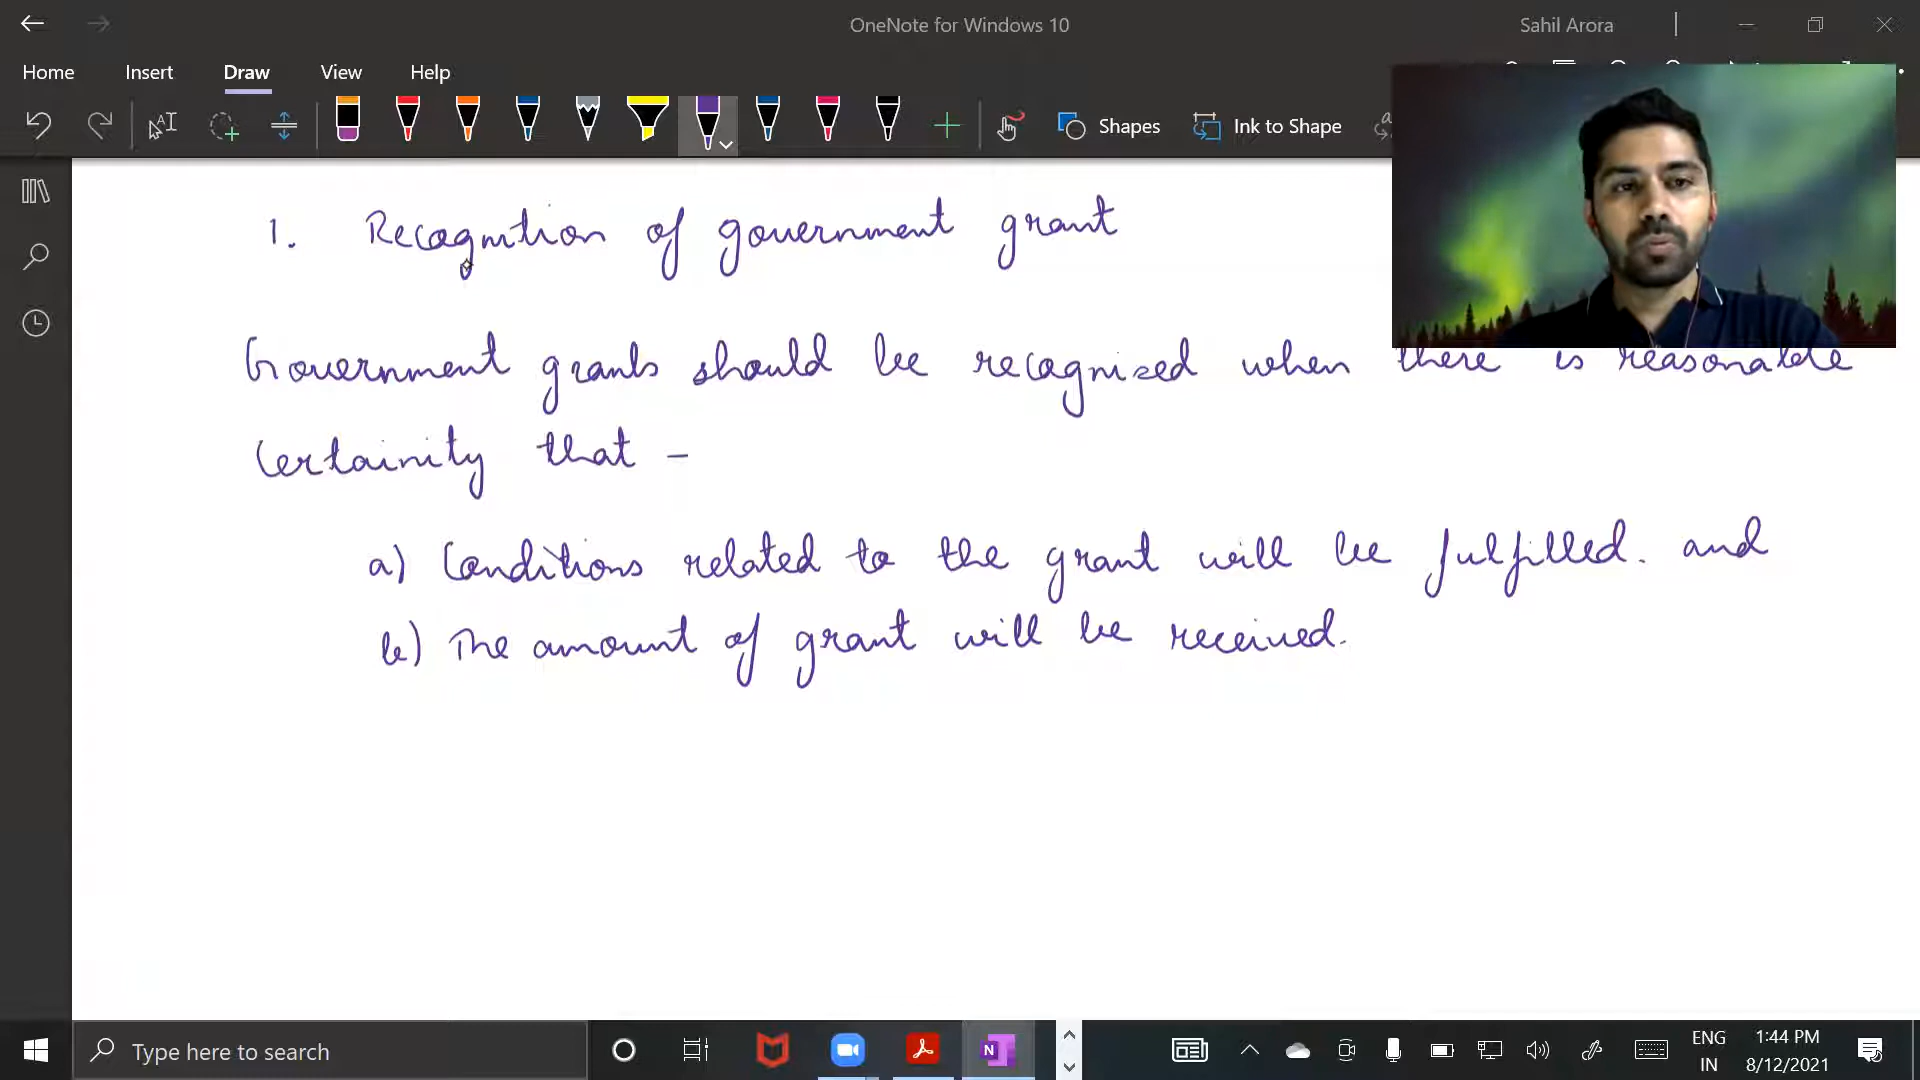 OneNote for Windows 10
Sahil Arora
Home Insert Draw View Help
Shapes Ink to Shape
1. Recognition of government grant
Government grants should be recognised when there is reasonable
Certainity that -
a) Conditions related to the grant will be fulfilled. and
b) The amount of grant will be received.
Type here to search
N
ENG
IN
1:44 PM
8/12/2021